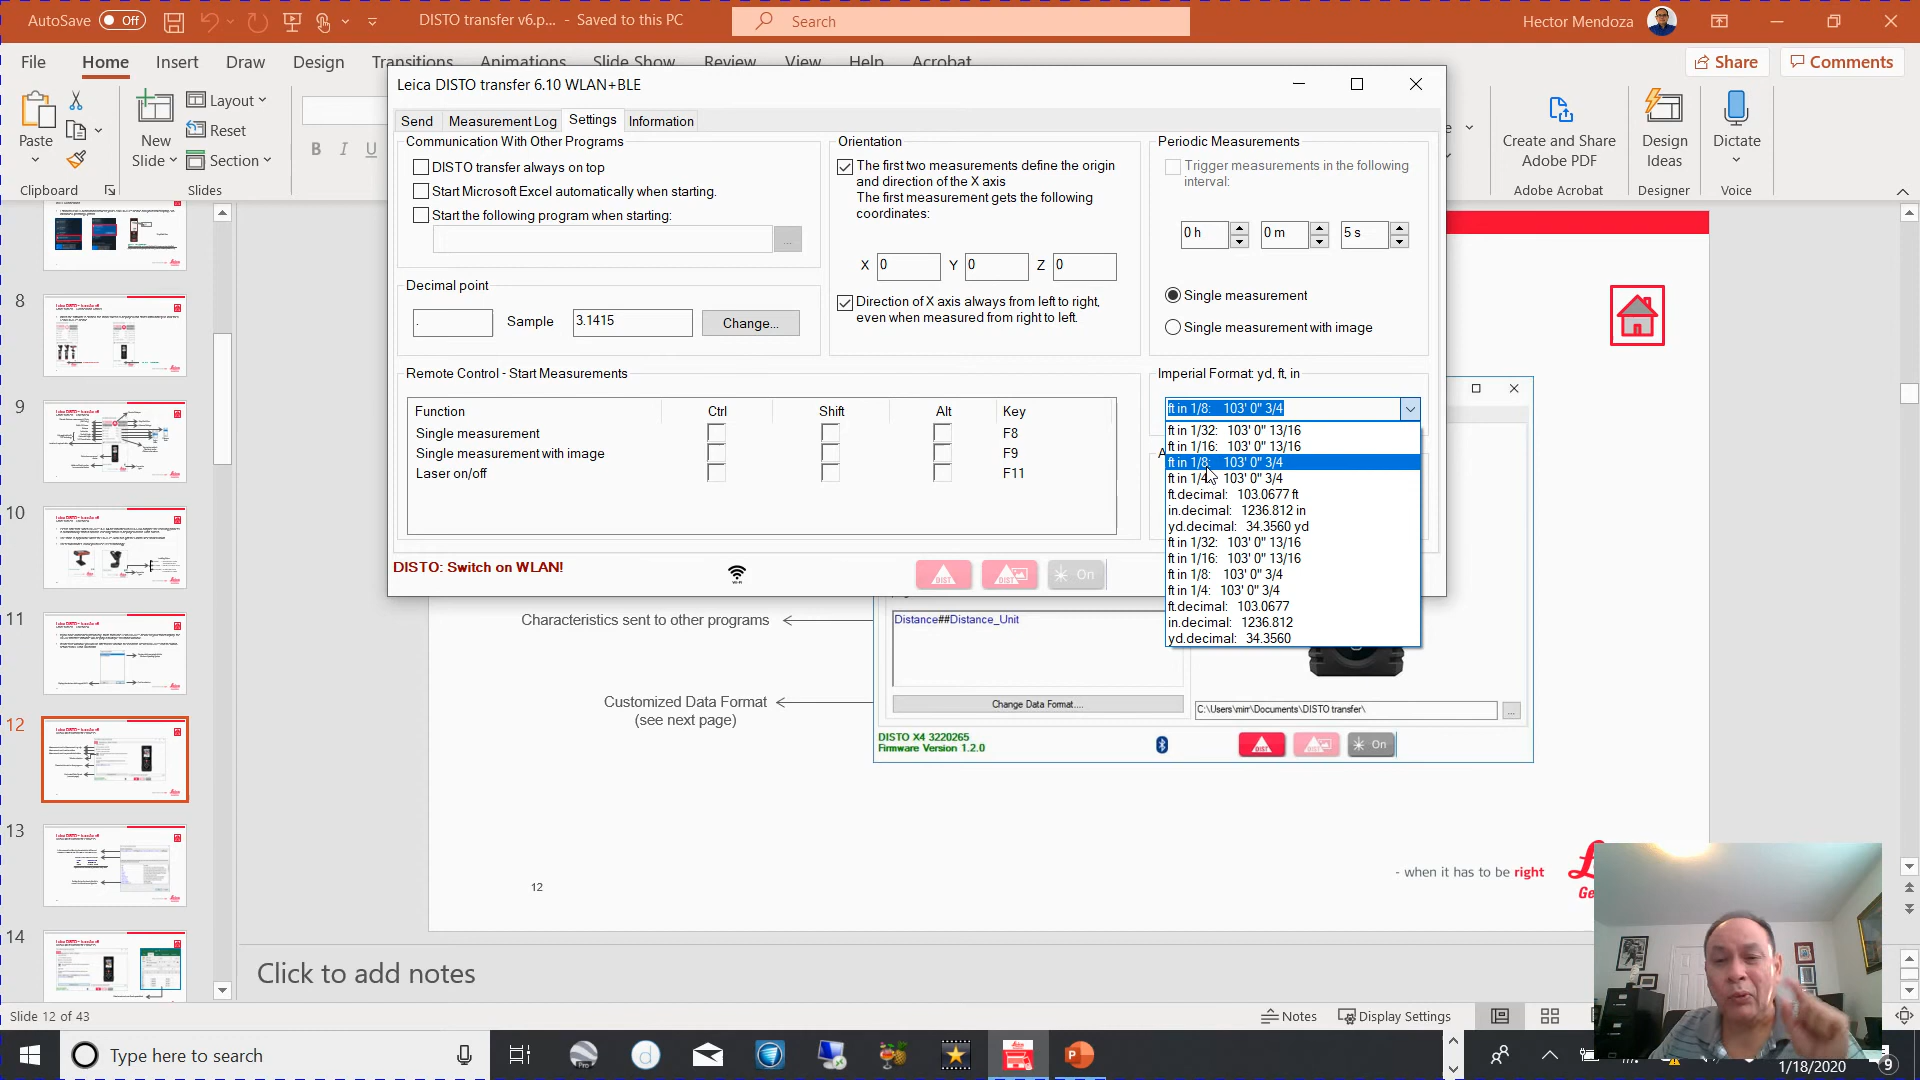 AutoSave Off
DISTO transfer v6.p... - Saved to this PC
Search
Hector Mendoza
File Home Insert Draw Design Transitions Animations Slide Show Review View Help Acrobat
Share
Comments
Paste
New
Slide
Layout
Reset
Section
B I U
Create and Share
Adobe PDF
Design
Ideas
Dictate
Clipboard
Slides
Adobe Acrobat
Designer
Voice
Leica DISTO transfer 6.10 WLAN+BLE
Send Measurement Log Settings Information
Communication With Other Programs
DISTO transfer always on top
Start Microsoft Excel automatically when starting.
Start the following program when starting:
...
Decimal point
.
Sample
3.1415
Change...
Orientation
The first two measurements define the origin
and direction of the X axis
The first measurement gets the following
coordinates:
X 0 Y 0 Z 0
Direction of X axis always from left to right,
even when measured from right to left.
Periodic Measurements
Trigger measurements in the following
interval:
0 h 0 m 5 s
Single measurement
Single measurement with image
Remote Control - Start Measurements
Function Ctrl Shift Alt Key
Single measurement F8
Single measurement with image F9
Laser on/off F11
Imperial Format: yd, ft, in
ft in 1/8: 103' 0" 3/4
ft in 1/32: 103' 0" 13/16
ft in 1/16: 103' 0" 13/16
ft in 1/8: 103' 0" 3/4
ft in 1/4: 103' 0" 3/4
ft.decimal: 103.0677 ft
in.decimal: 1236.812 in
yd.decimal: 34.3560 yd
ft in 1/32: 103' 0" 13/16
ft in 1/16: 103' 0" 13/16
ft in 1/8: 103' 0" 3/4
ft in 1/4: 103' 0" 3/4
ft.decimal: 103.0677
in.decimal: 1236.812
yd.decimal: 34.3560
DISTO: Switch on WLAN!
DIST
DIST
On
Characteristics sent to other programs
Distance##Distance_Unit
Customized Data Format
(see next page)
Change Data Format....
C:\Users\mirr\Documents\DISTO transfer\
...
DISTO X4 3220265
Firmware Version 1.2.0
DIST
DIST
On
12
- when it has to be right
8
9
10
11
12
13
14
Click to add notes
Slide 12 of 43
Notes
Display Settings
Type here to search
1/18/2020
9